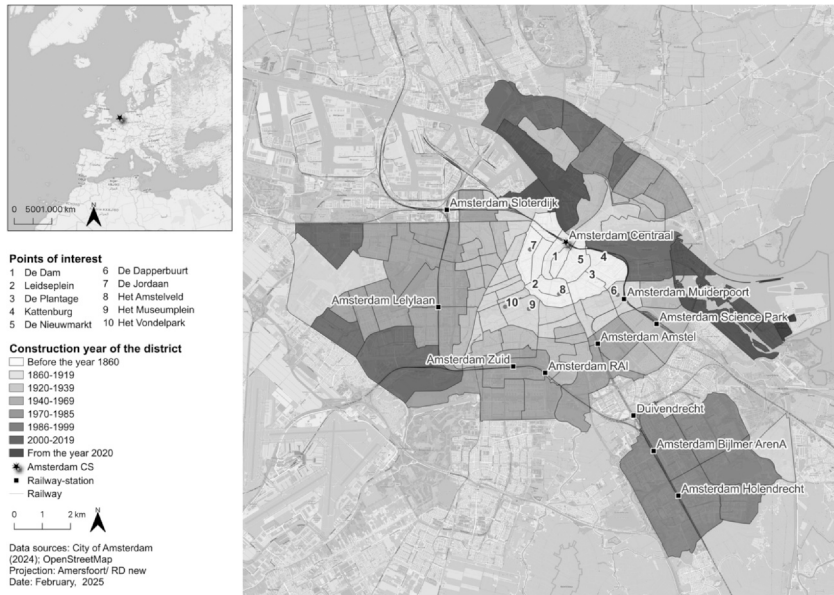 0 5001.000 km
N
Points of interest
1 De Dam
2 Leidseplein
3 De Plantage
4 Kattenburg
5 De Nieuwmarkt
6 De Dapperbuurt
7 De Jordaan
8 Het Amstelveld
9 Het Museumplein
10 Het Vondelpark
Construction year of the district
Before the year 1860
1860-1919
1920-1939
1940-1969
1970-1985
1986-1999
2000-2019
From the year 2020
Amsterdam CS
Railway-station
Railway
0 1 2 km
N
Data sources: City of Amsterdam
(2024); OpenStreetMap
Projection: Amersfoort/ RD new
Date: February, 2025
Amsterdam Sloterdijk
Amsterdam Centraal
7
1
5
4
3
2
8
6
Amsterdam Muiderpoort
Amsterdam Lelylaan
10
9
Amsterdam Science Park
Amsterdam Amstel
Amsterdam Zuid
Amsterdam RAI
Duivendrecht
Amsterdam Bijlmer ArenA
Amsterdam Holendrecht